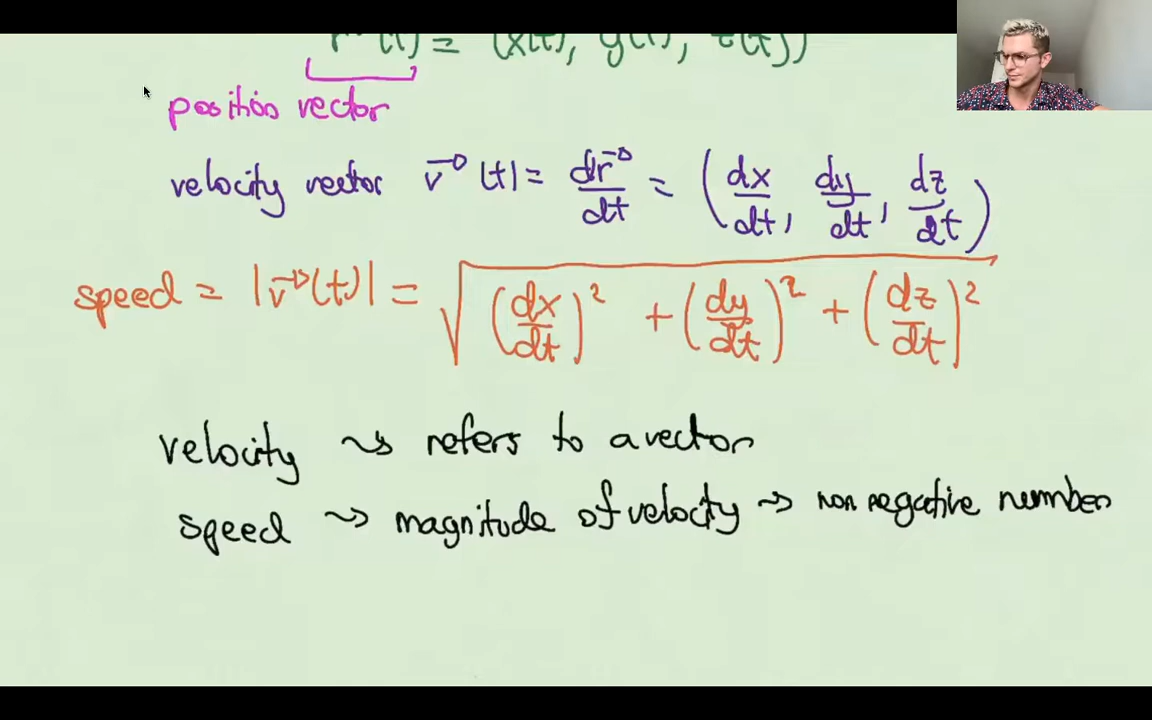 r⃗(t) = (x(t), y(t), z(t))
position vector
velocity vector v⃗(t) = dr⃗/dt = (dx/dt, dy/dt, dz/dt)
speed = |v⃗(t)| = √((dx/dt)² + (dy/dt)² + (dz/dt)²)
velocity ⇝ refers to a vector
speed ⇝ magnitude of velocity ⇝ non negative number